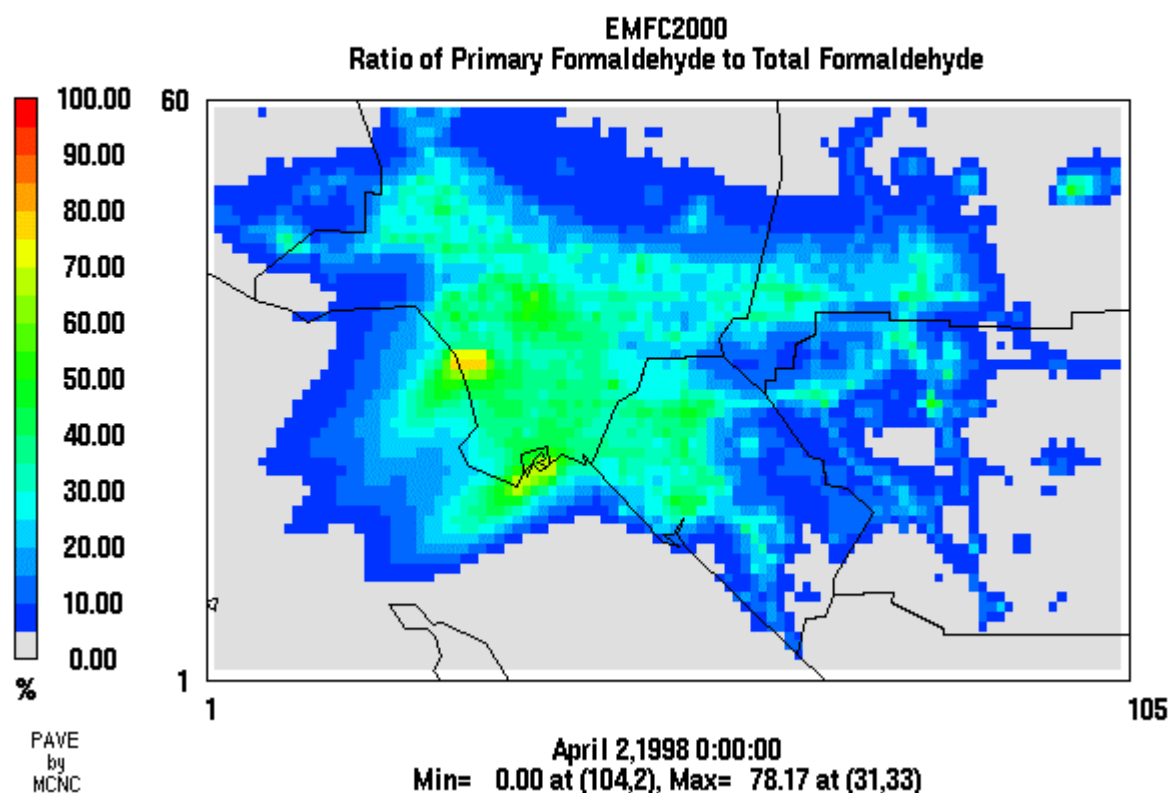 EMFC2000
Ratio of Primary Formaldehyde to Total Formaldehyde
100.00
90.00
80.00
70.00
60.00
50.00
40.00
30.00
20.00
10.00
0.00
%
60
1
1
105
PAVE
by
MCNC
April 2,1998 0:00:00
Min= 0.00 at (104,2), Max= 78.17 at (31,33)